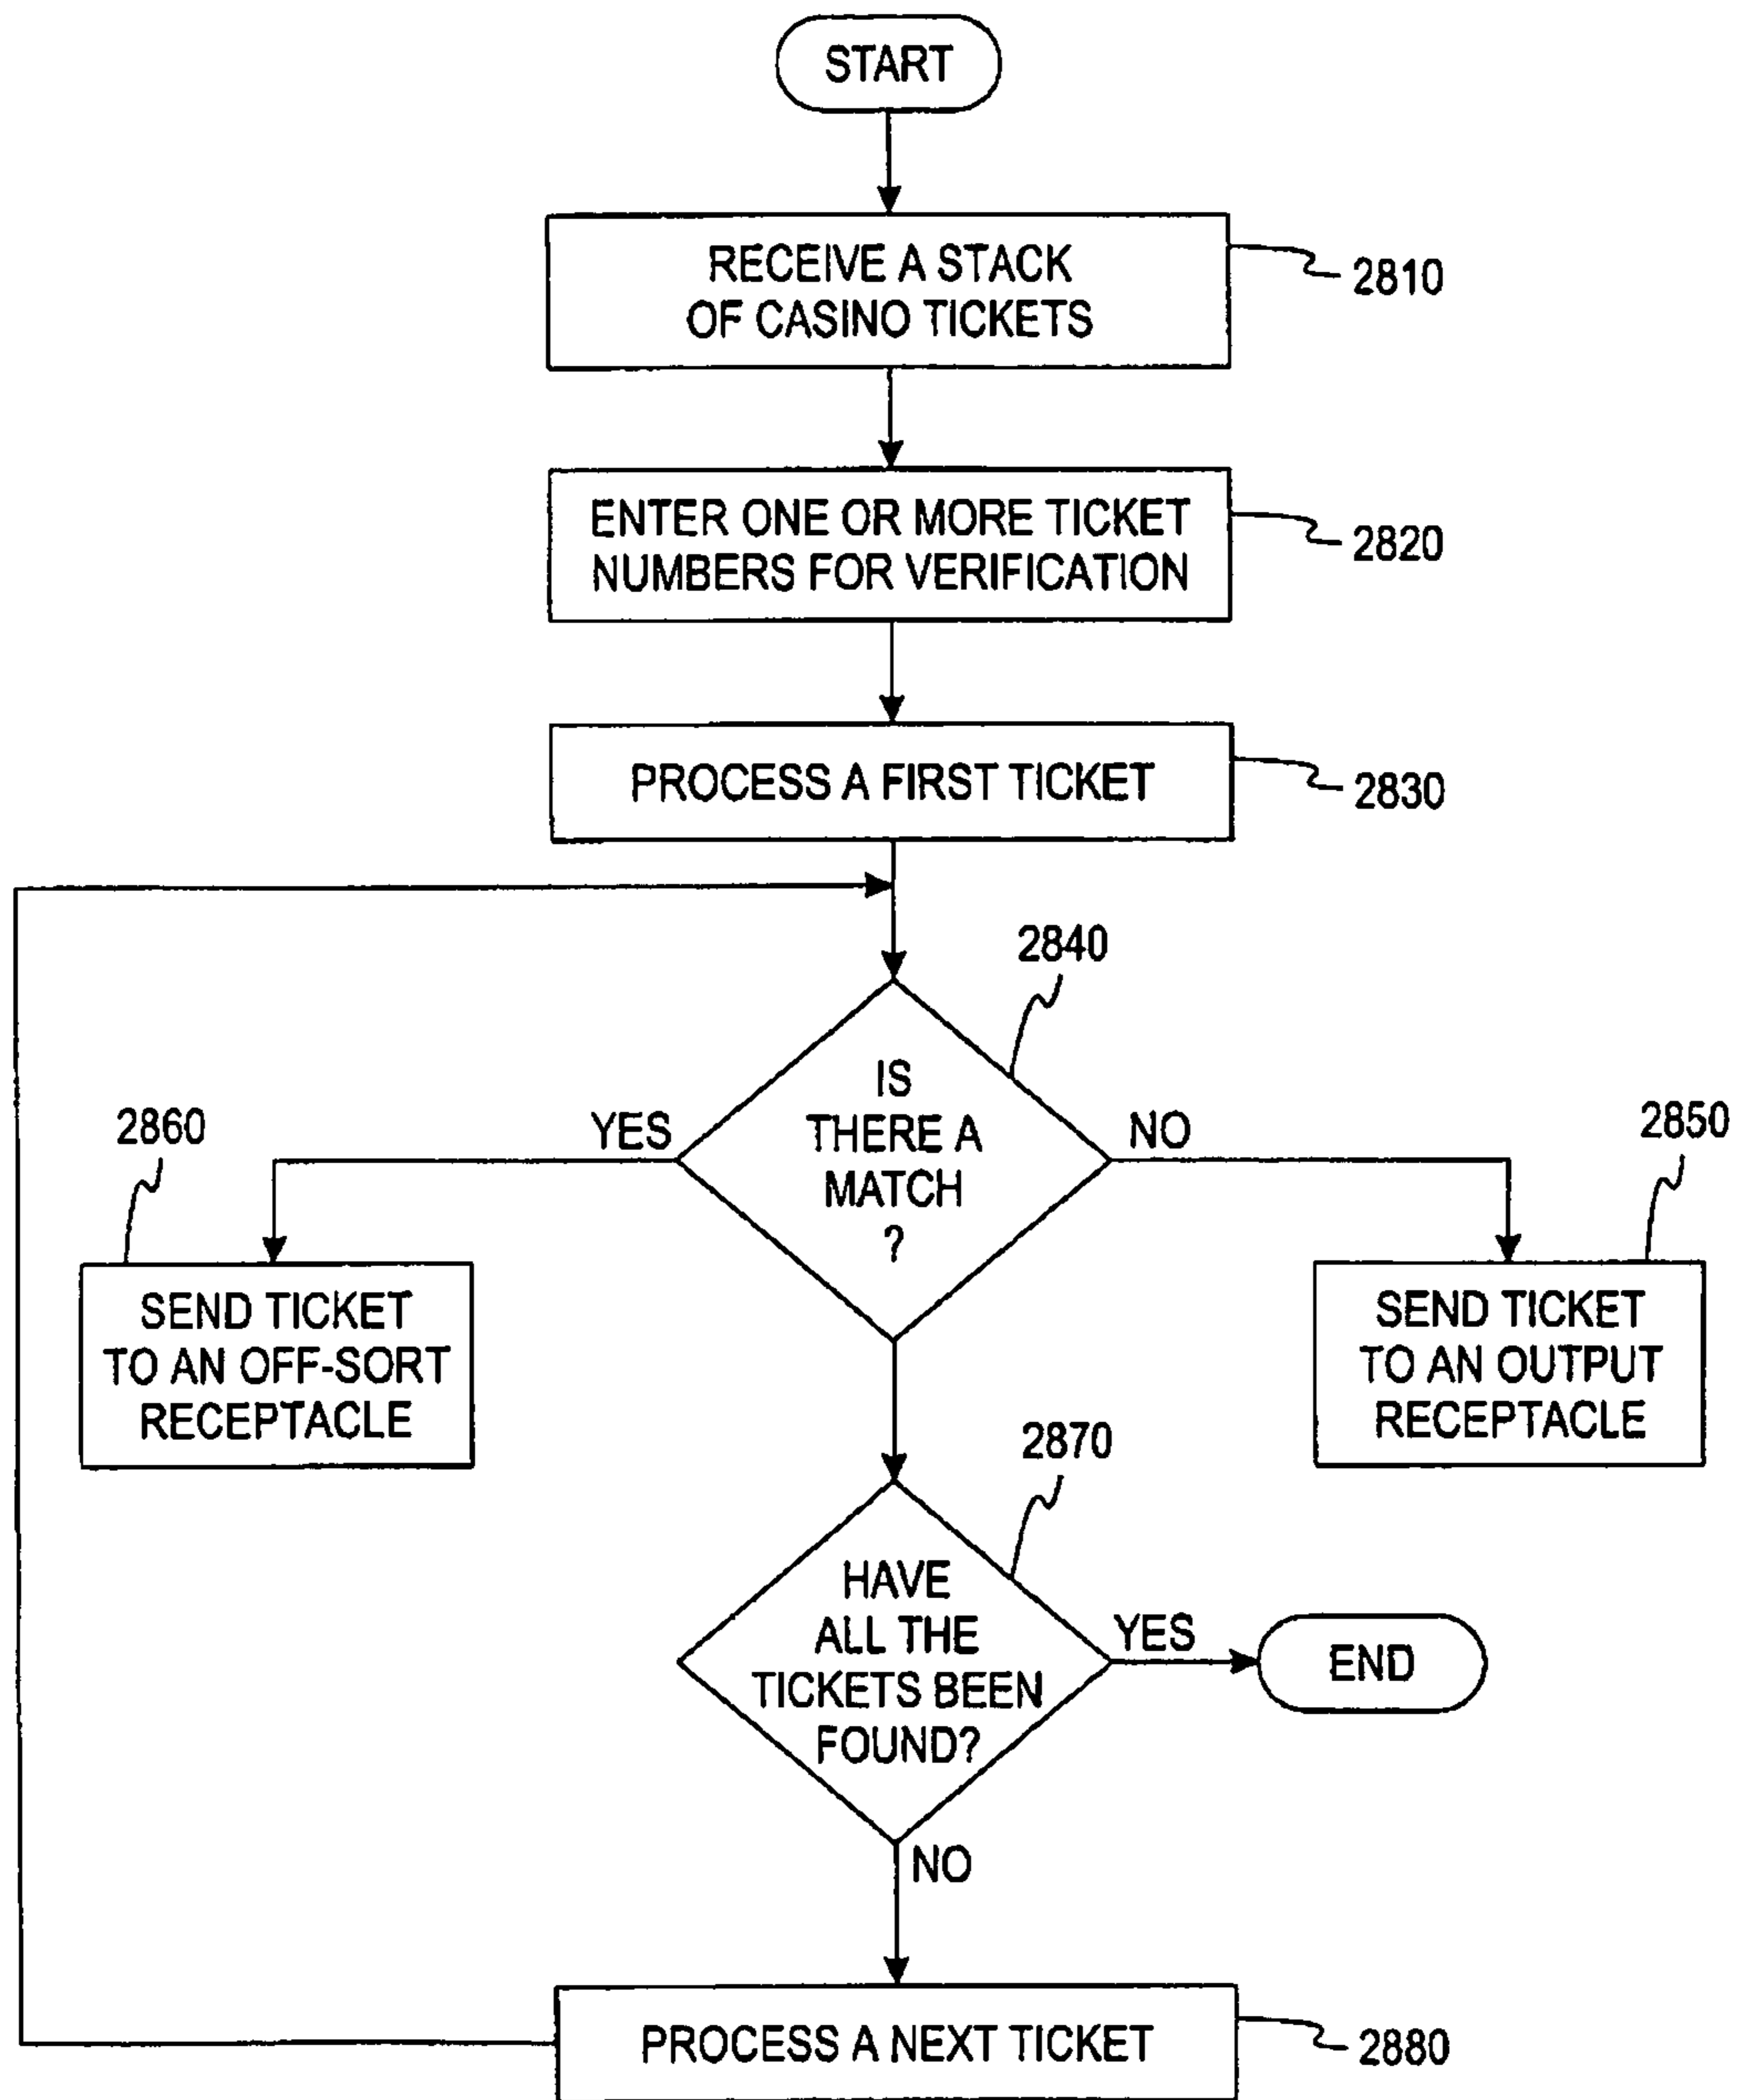 START
RECEIVE A STACK
OF CASINO TICKETS
2810
ENTER ONE OR MORE TICKET
NUMBERS FOR VERIFICATION
2820
PROCESS A FIRST TICKET
2830
2840
IS
THERE A
MATCH
?
YES
NO
2860
2850
SEND TICKET
TO AN OFF-SORT
RECEPTACLE
SEND TICKET
TO AN OUTPUT
RECEPTACLE
2870
HAVE
ALL THE
TICKETS BEEN
FOUND?
YES
END
NO
PROCESS A NEXT TICKET
2880